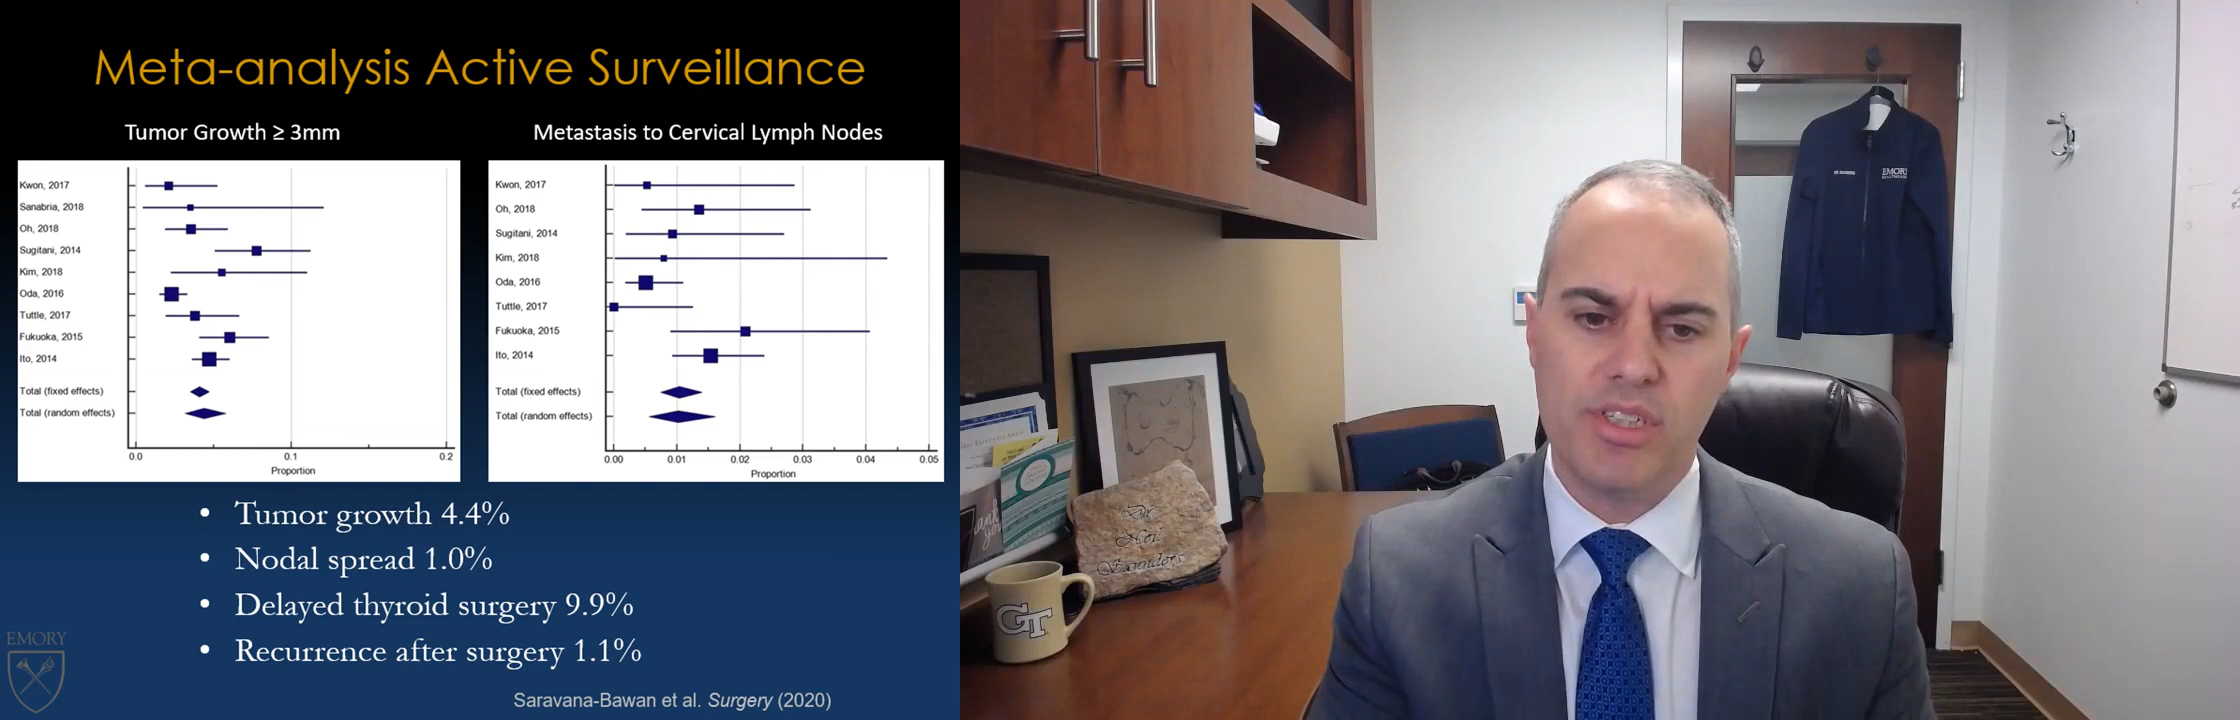 Meta-analysis Active Surveillance
Tumor Growth ≥ 3mm
Kwon, 2017
Sanabria, 2018
Oh, 2018
Sugitani, 2014
Kim, 2018
Oda, 2016
Tuttle, 2017
Fukuoka, 2015
Ito, 2014
Total (fixed effects)
Total (random effects)
0.0 0.1 0.2
Proportion
Metastasis to Cervical Lymph Nodes
Kwon, 2017
Oh, 2018
Sugitani, 2014
Kim, 2018
Oda, 2016
Tuttle, 2017
Fukuoka, 2015
Ito, 2014
Total (fixed effects)
Total (random effects)
0.00 0.01 0.02 0.03 0.04 0.05
Proportion
• Tumor growth 4.4%
• Nodal spread 1.0%
• Delayed thyroid surgery 9.9%
• Recurrence after surgery 1.1%
EMORY
Saravana-Bawan et al. Surgery (2020)
EMORY
Dr.
Neil
Saunders
GT